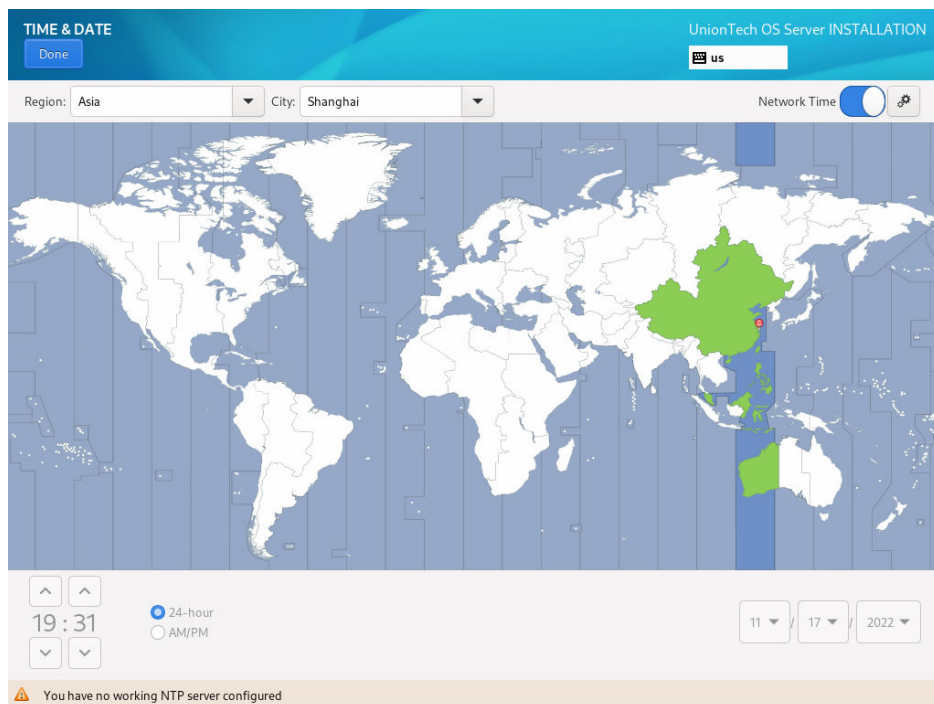 TIME & DATE
UnionTech OS Server INSTALLATION
Done
us
Region: Asia City: Shanghai Network Time
19 : 31
24-hour
AM/PM
11 / 17 / 2022
You have no working NTP server configured